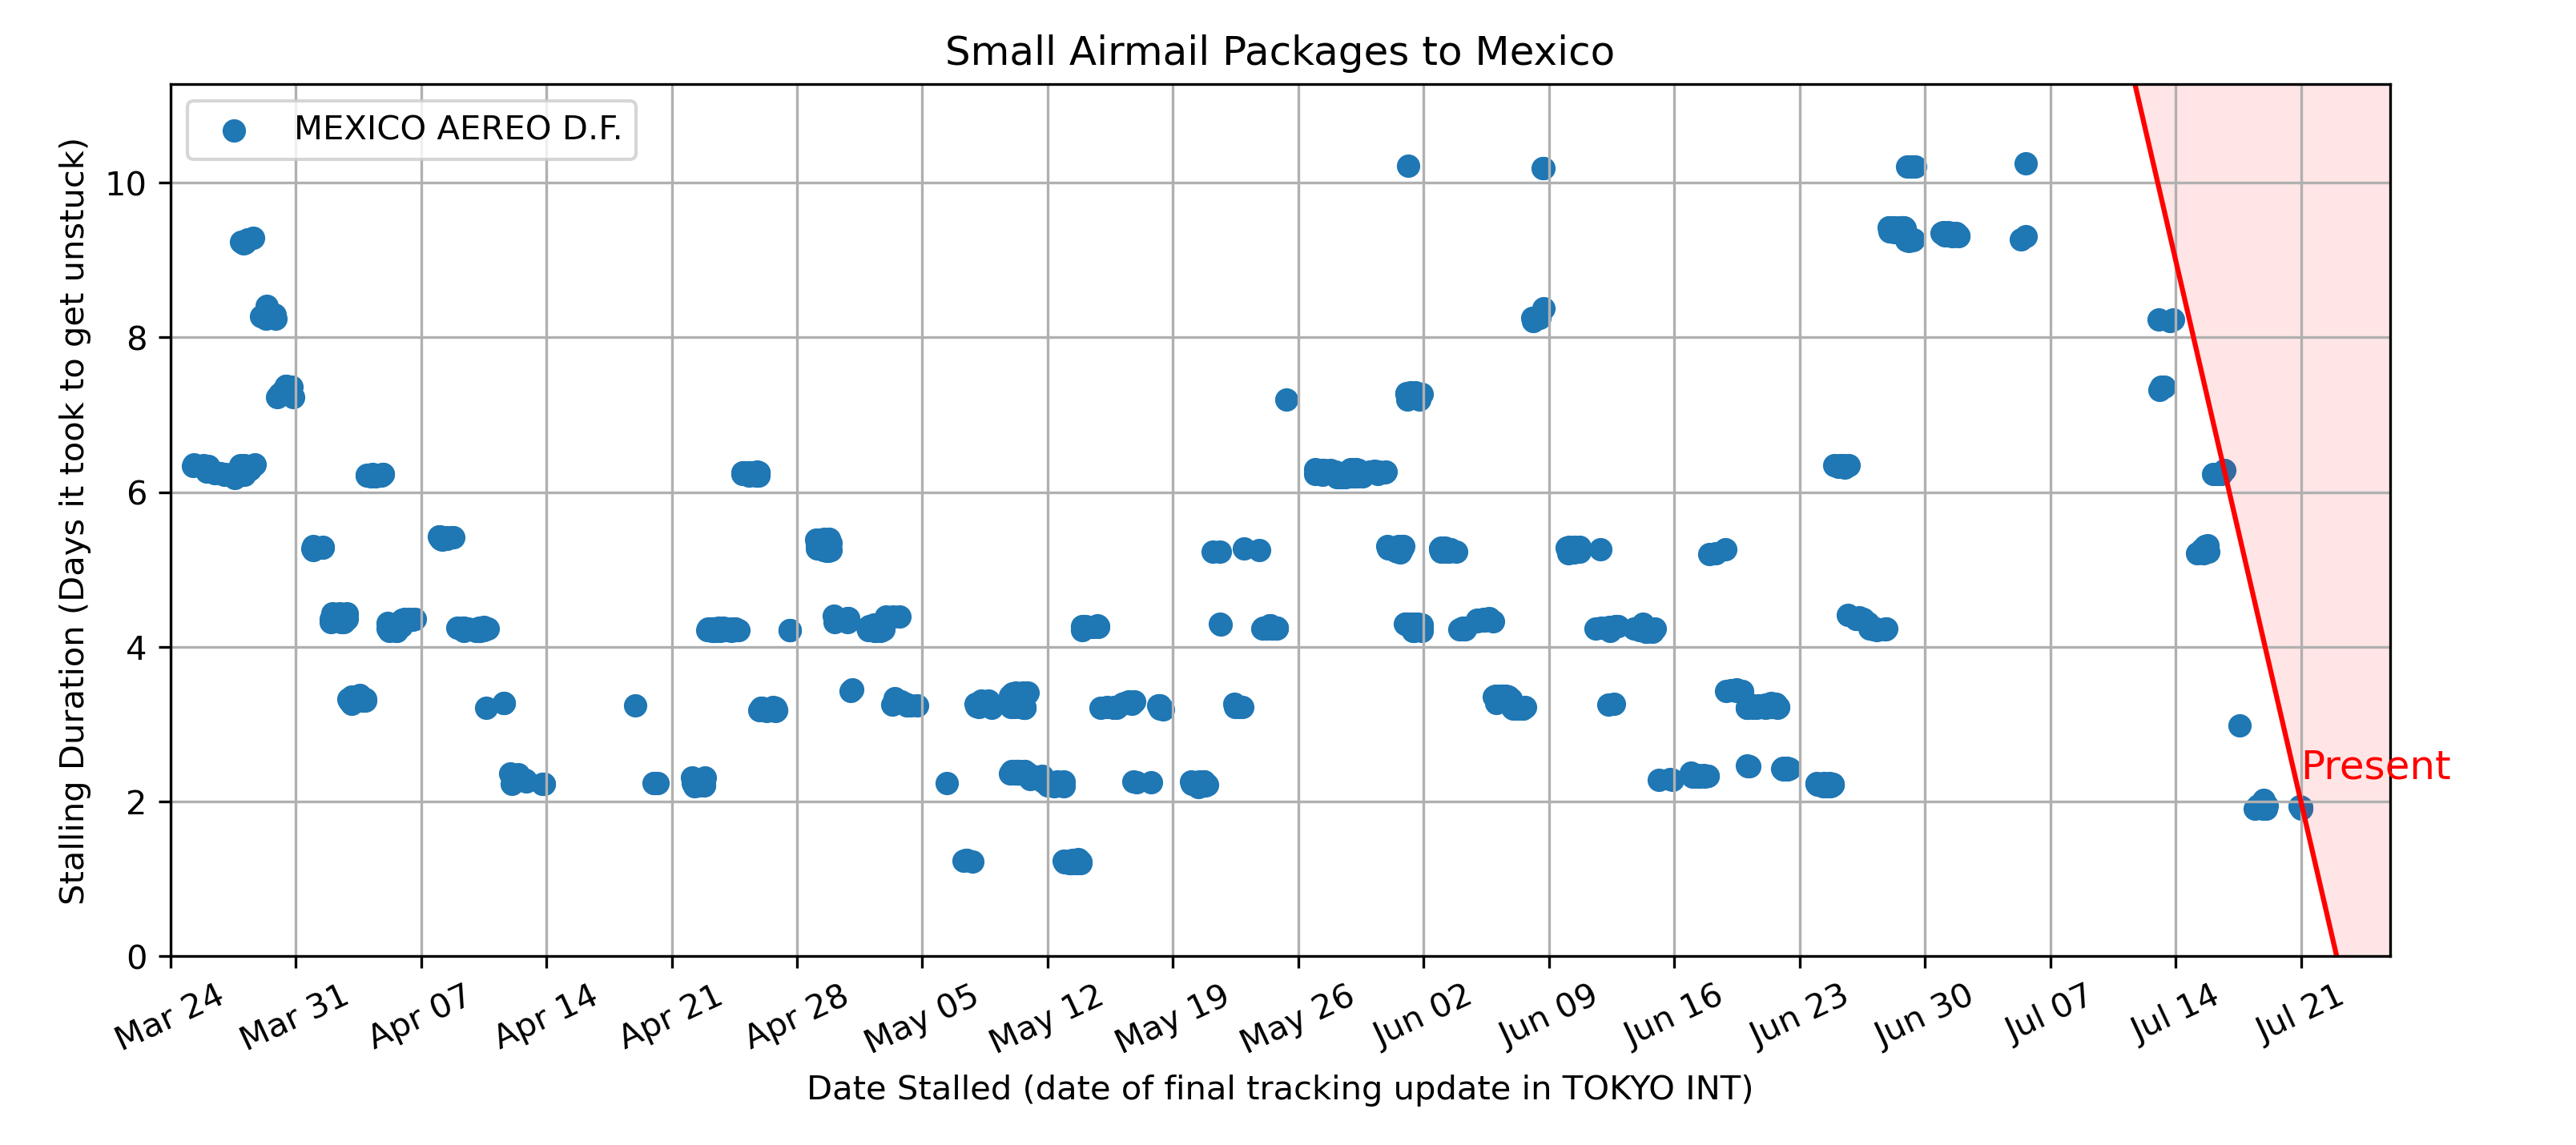 Small Airmail Packages to Mexico
MEXICO AEREO D.F.
Stalling Duration (Days it took to get unstuck)
10
8
6
4
2
0
Present
Mar 24
Mar 31
Apr 07
Apr 14
Apr 21
Apr 28
May 05
May 12
May 19
May 26
Jun 02
Jun 09
Jun 16
Jun 23
Jun 30
Jul 07
Jul 14
Jul 21
Date Stalled (date of final tracking update in TOKYO INT)